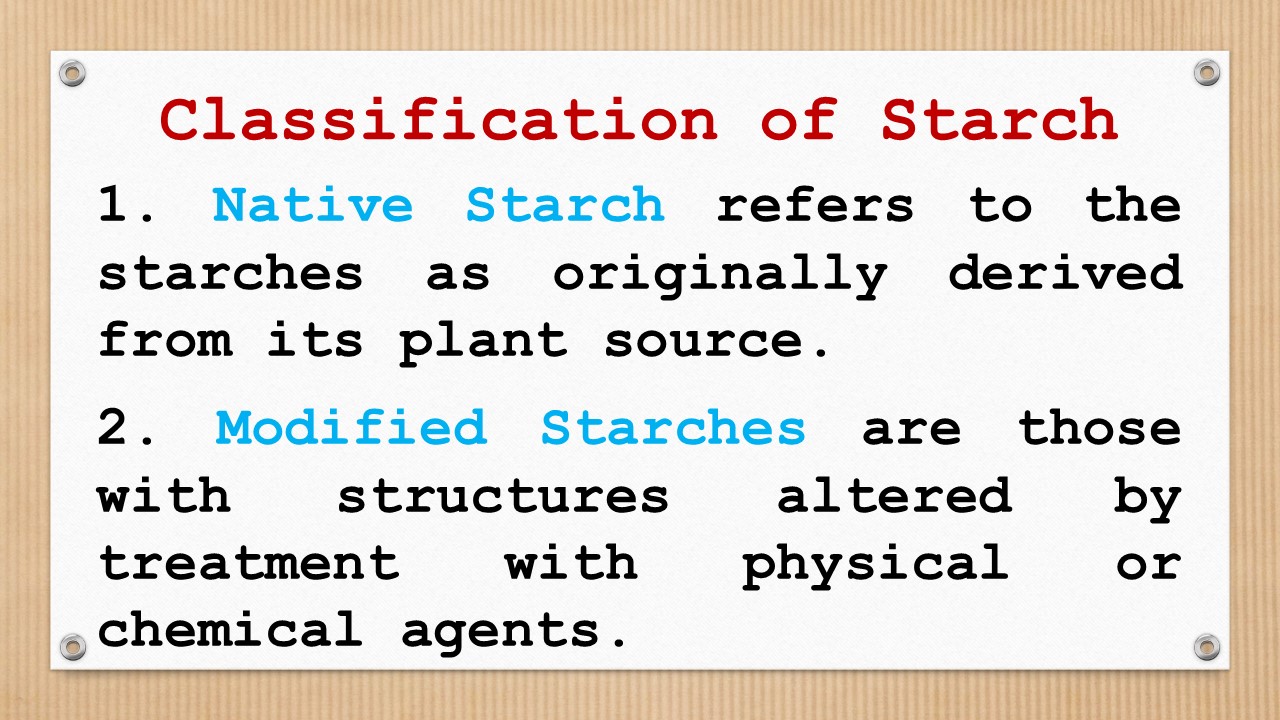 Classification of Starch
1. Native Starch refers to the
starches as originally derived
from its plant source.
2. Modified Starches are those
with structures altered by
treatment with physical or
chemical agents.